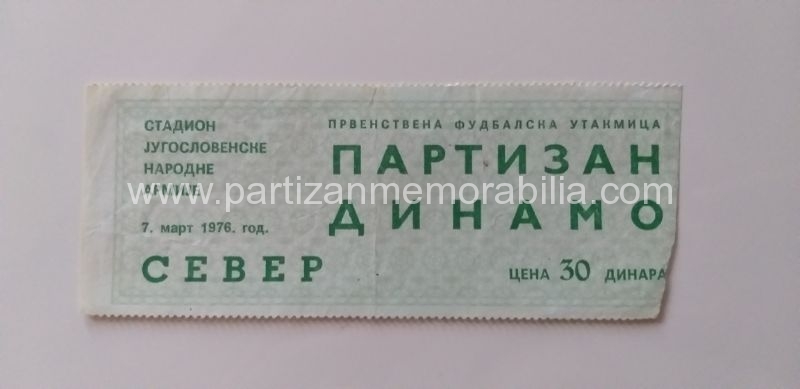 СТАДИОН
ЈУГОСЛОВЕНСКЕ
НАРОДНЕ
АРМИЈЕ
7. март 1976. год.
СЕВЕР
ПРВЕНСТВЕНА ФУДБАЛСКА УТАКМИЦА
ПАРТИЗАН
ДИНАМО
ЦЕНА 30 ДИНАРА
www.partizanmemorabilia.com